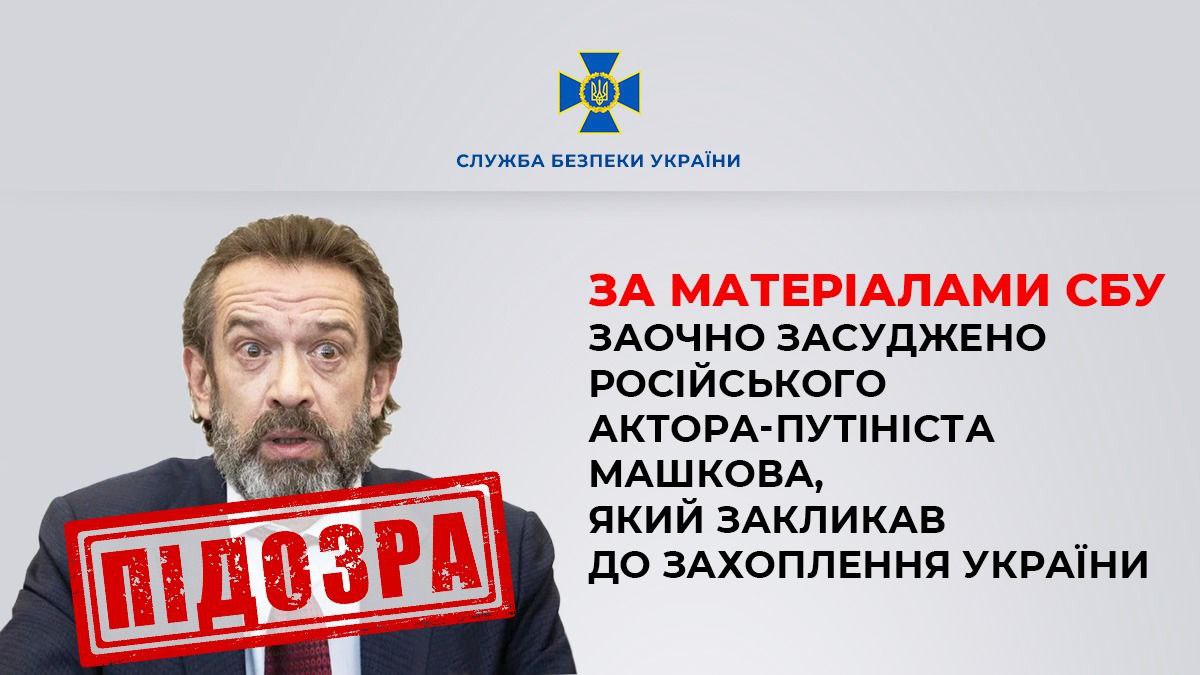 СЛУЖБА БЕЗПЕКИ УКРАЇНИ
ЗА МАТЕРІАЛАМИ СБУ
ЗАОЧНО ЗАСУДЖЕНО
РОСІЙСЬКОГО
АКТОРА-ПУТІНІСТА
МАШКОВА,
ЯКИЙ ЗАКЛИКАВ
ДО ЗАХОПЛЕННЯ УКРАЇНИ
ПІДОЗРА